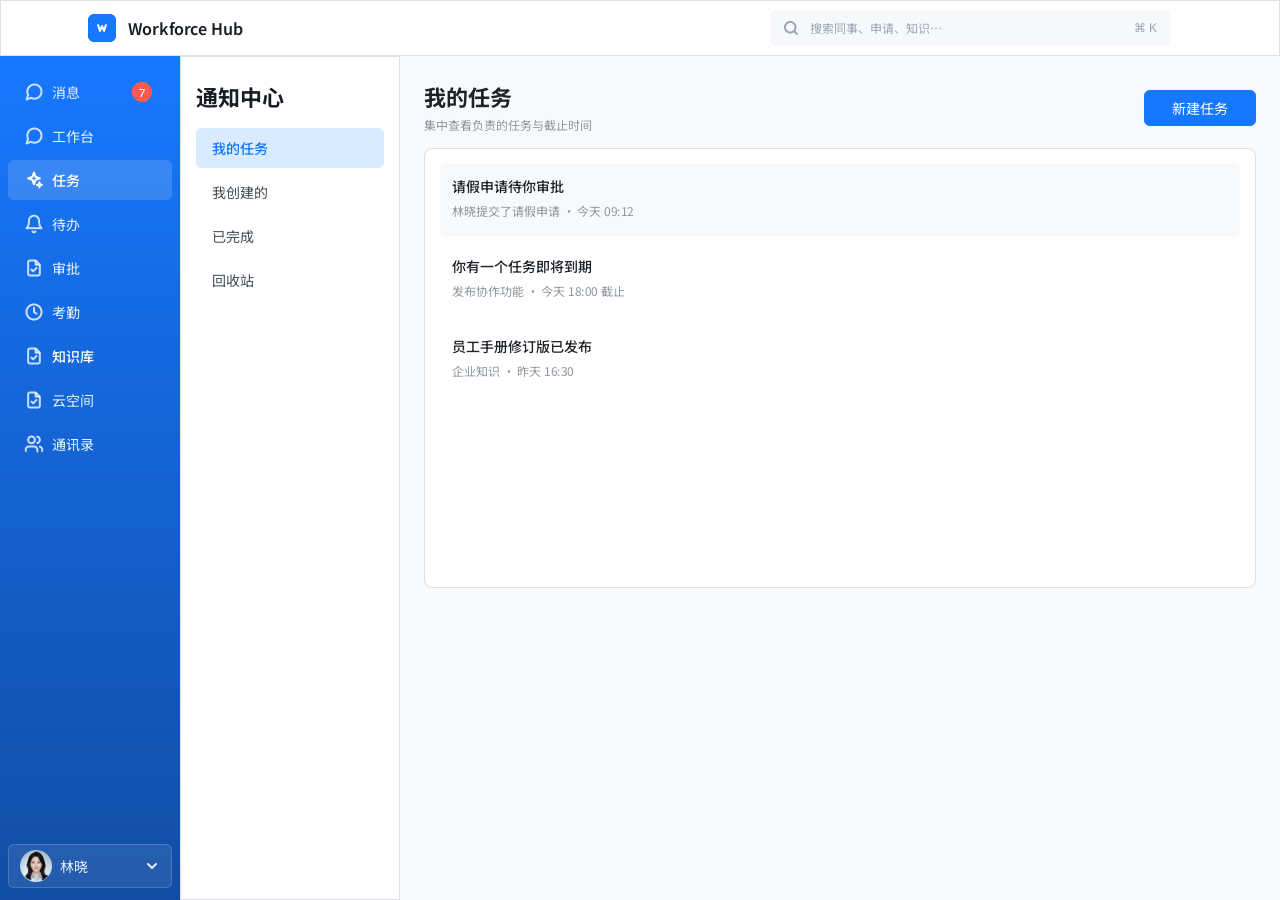 W
Workforce Hub
搜索同事、申请、知识…
⌘ K
消息
7
工作台
任务
待办
审批
考勤
知识库
云空间
通讯录
林晓
通知中心
我的任务
我创建的
已完成
回收站
我的任务
集中查看负责的任务与截止时间
新建任务
请假申请待你审批
林晓提交了请假申请 · 今天 09:12
你有一个任务即将到期
发布协作功能 · 今天 18:00 截止
员工手册修订版已发布
企业知识 · 昨天 16:30